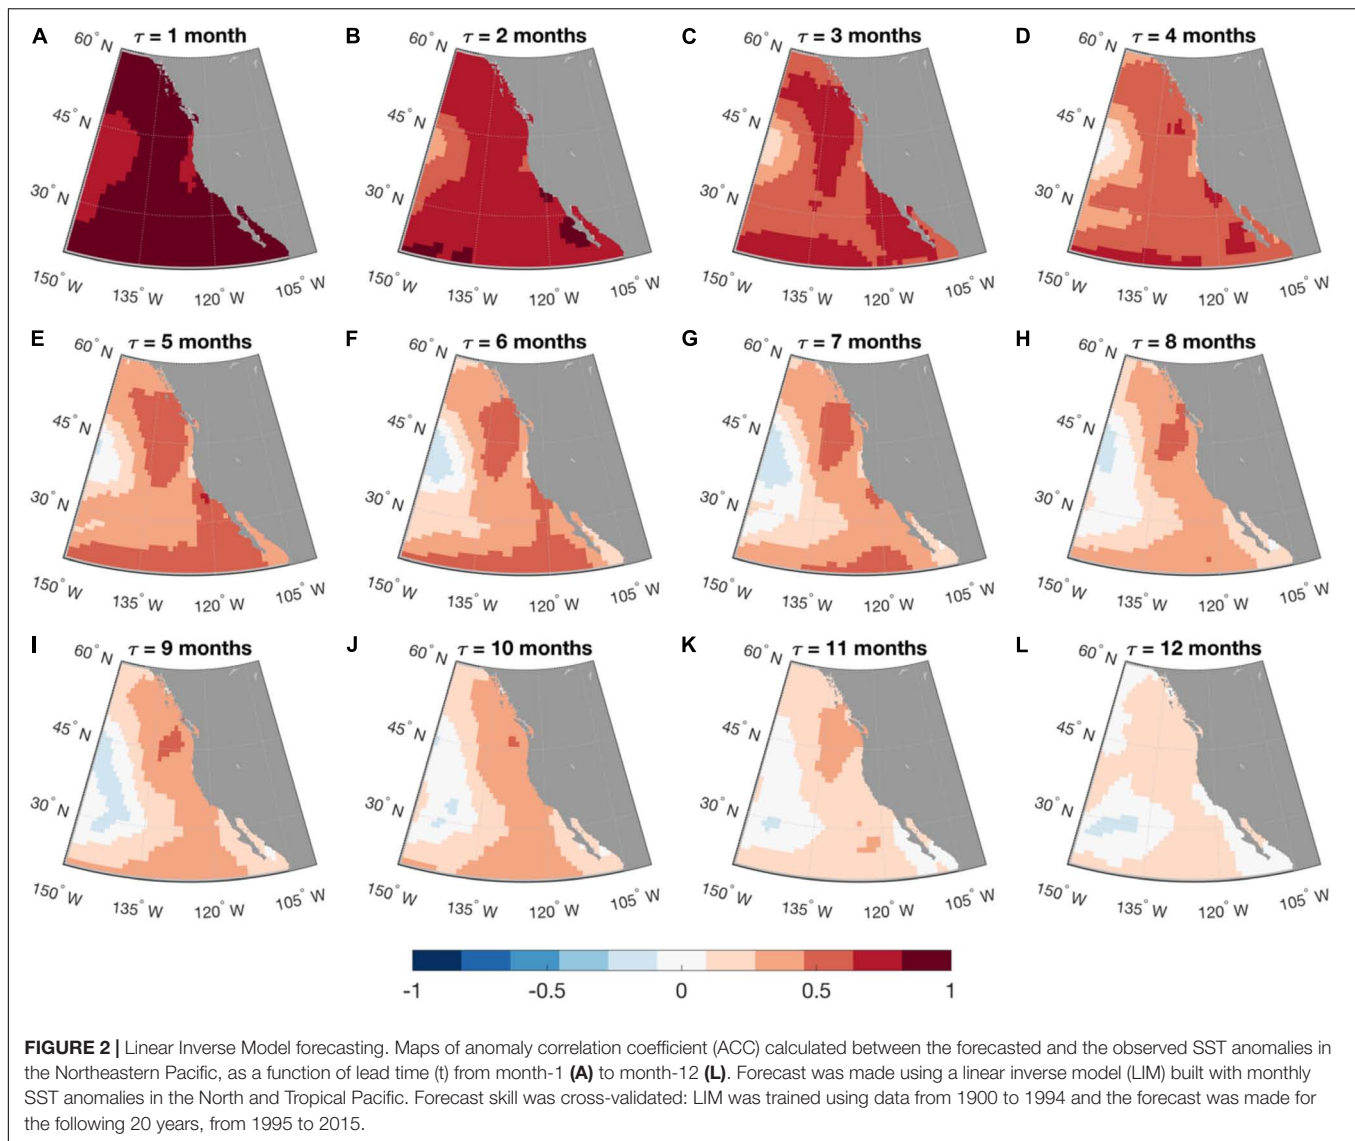 A τ = 1 month
60° N
45° N
30° N
150° W
135° W
120° W
105° W
B τ = 2 months
60° N
45° N
30° N
150° W
135° W
120° W
105° W
C τ = 3 months
60° N
45° N
30° N
150° W
135° W
120° W
105° W
D τ = 4 months
60° N
45° N
30° N
150° W
135° W
120° W
105° W
E τ = 5 months
60° N
45° N
30° N
150° W
135° W
120° W
105° W
F τ = 6 months
60° N
45° N
30° N
150° W
135° W
120° W
105° W
G τ = 7 months
60° N
45° N
30° N
150° W
135° W
120° W
105° W
H τ = 8 months
60° N
45° N
30° N
150° W
135° W
120° W
105° W
I τ = 9 months
60° N
45° N
30° N
150° W
135° W
120° W
105° W
J τ = 10 months
60° N
45° N
30° N
150° W
135° W
120° W
105° W
K τ = 11 months
60° N
45° N
30° N
150° W
135° W
120° W
105° W
L τ = 12 months
60° N
45° N
30° N
150° W
135° W
120° W
105° W
-1 -0.5 0 0.5 1
FIGURE 2 | Linear Inverse Model forecasting. Maps of anomaly correlation coefficient (ACC) calculated between the forecasted and the observed SST anomalies in
the Northeastern Pacific, as a function of lead time (t) from month-1 (A) to month-12 (L). Forecast was made using a linear inverse model (LIM) built with monthly
SST anomalies in the North and Tropical Pacific. Forecast skill was cross-validated: LIM was trained using data from 1900 to 1994 and the forecast was made for
the following 20 years, from 1995 to 2015.